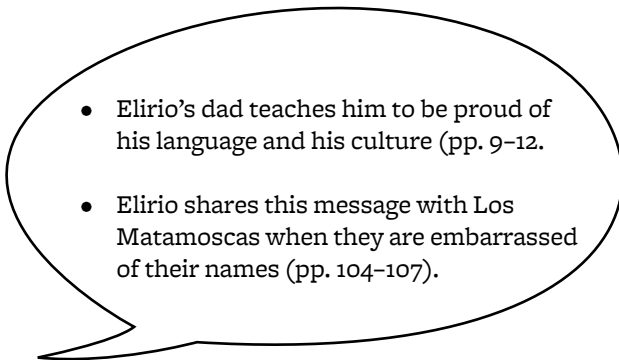 • Elirio’s dad teaches him to be proud of
his language and his culture (pp. 9–12.
• Elirio shares this message with Los
Matamoscas when they are embarrassed
of their names (pp. 104–107).